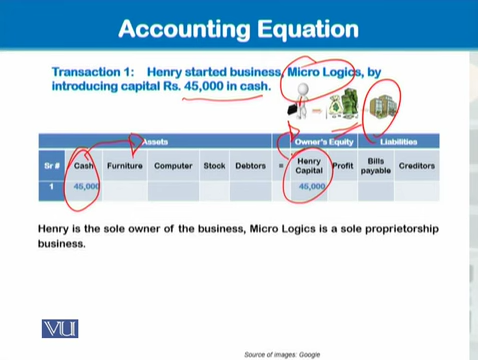 Accounting Equation
Transaction 1: Henry started business, Micro Logics, by
introducing capital Rs. 45,000 in cash.
Assets Owner's Equity Liabilities
Sr # Cash Furniture Computer Stock Debtors = Henry Capital Profit Bills payable Creditors
1 45,000 45,000
Henry is the sole owner of the business, Micro Logics is a sole proprietorship
business.
VU
Source of images: Google